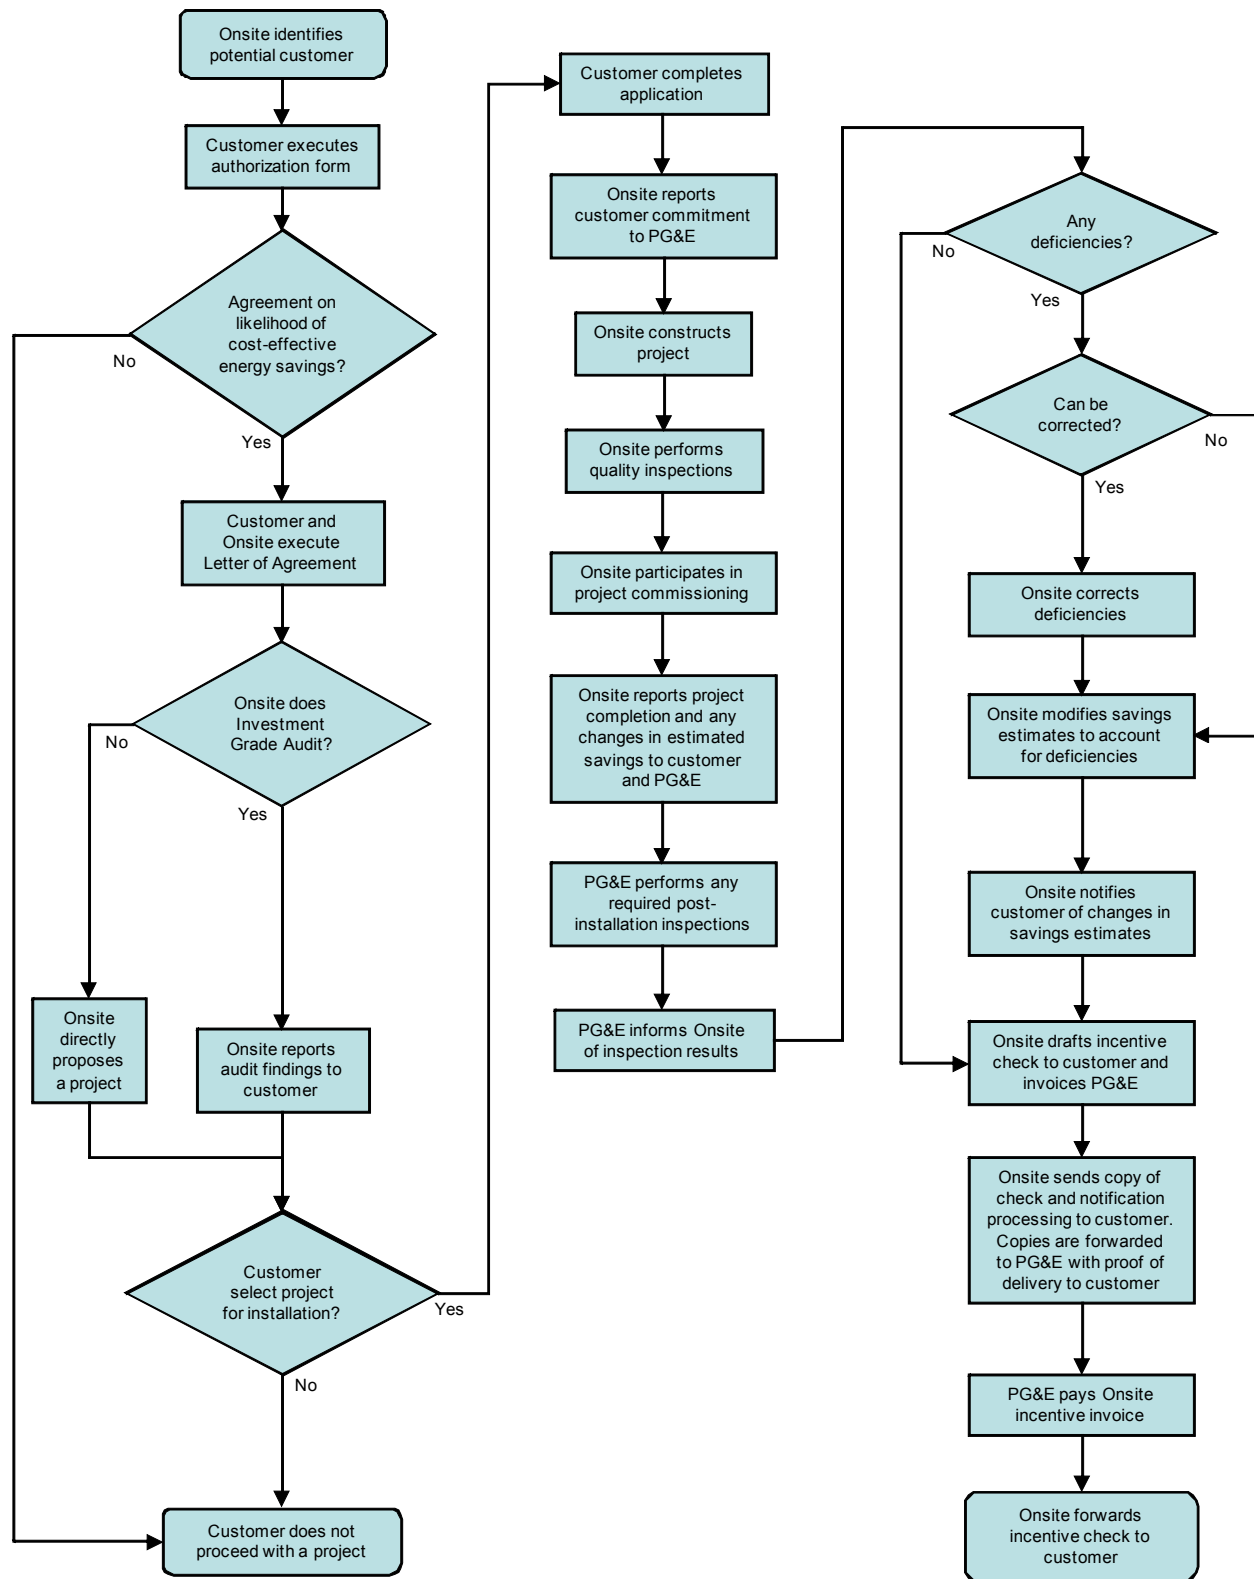 Onsite identifies
potential customer
Customer executes
authorization form
Agreement on
likelihood of
cost-effective
energy savings?
No
Yes
Customer and
Onsite execute
Letter of Agreement
Onsite does
Investment
Grade Audit?
No
Yes
Onsite
directly
proposes
a project
Onsite reports
audit findings to
customer
Customer
select project
for installation?
Yes
No
Customer does not
proceed with a project
Customer completes
application
Onsite reports
customer commitment
to PG&E
Onsite constructs
project
Onsite performs
quality inspections
Onsite participates in
project commissioning
Onsite reports project
completion and any
changes in estimated
savings to customer
and PG&E
PG&E performs any
required post-
installation inspections
PG&E informs Onsite
of inspection results
Any
deficiencies?
No
Yes
Can be
corrected?
No
Yes
Onsite corrects
deficiencies
Onsite modifies savings
estimates to account
for deficiencies
Onsite notifies
customer of changes in
savings estimates
Onsite drafts incentive
check to customer and
invoices PG&E
Onsite sends copy of
check and notification
processing to customer.
Copies are forwarded
to PG&E with proof of
delivery to customer
PG&E pays Onsite
incentive invoice
Onsite forwards
incentive check to
customer